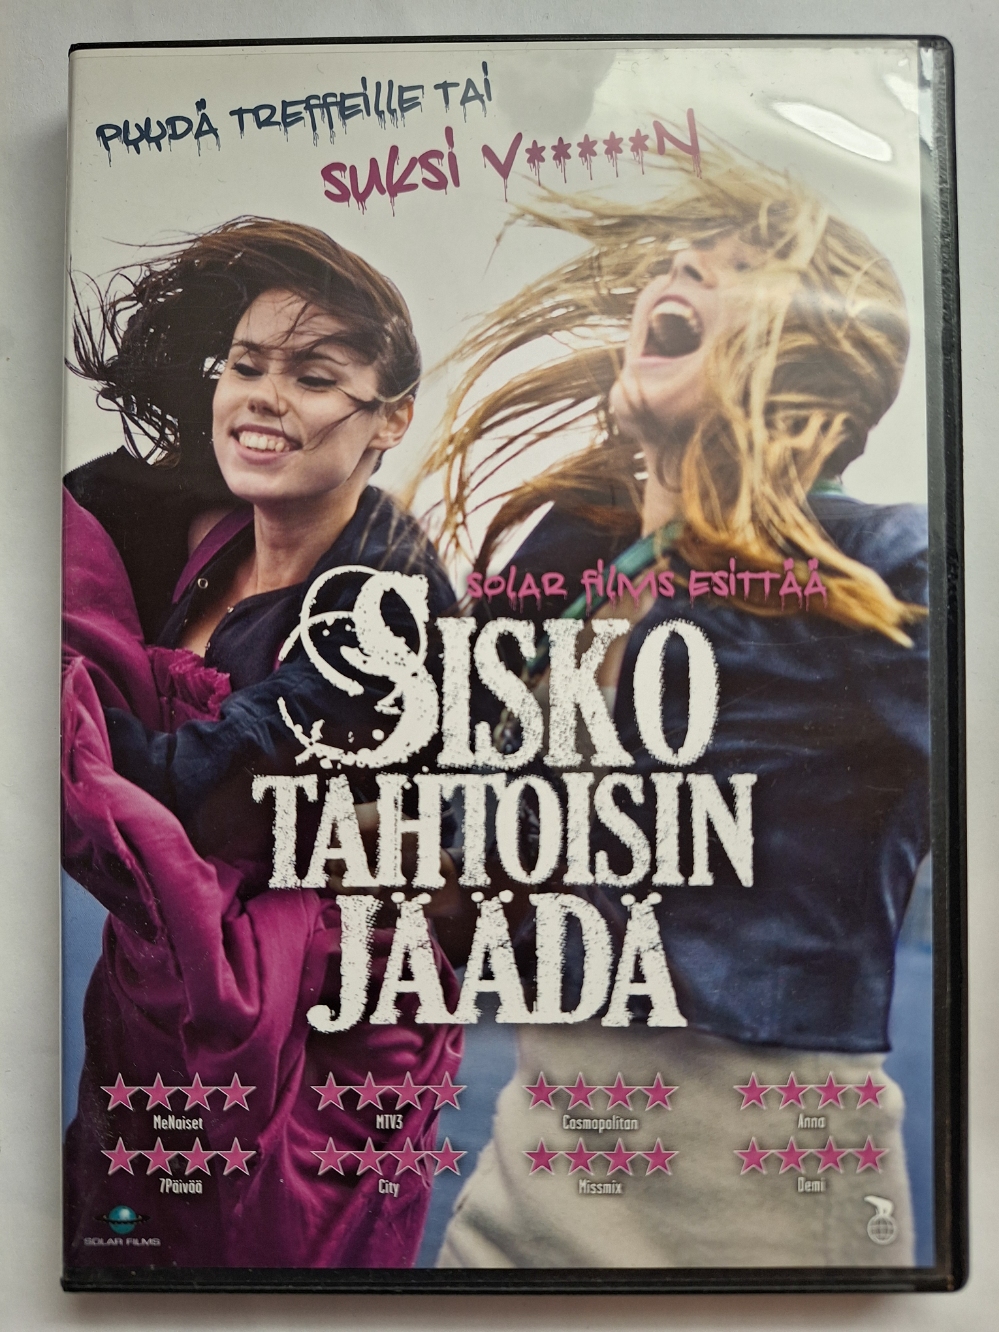 PYYDÄ TREFFEILLE TAI
SUKSI V*****N
SOLAR FILMS ESITTÄÄ
SISKO
TAHTOISIN
JÄÄDÄ
MeNaiset
MTV3
Cosmopolitan
Anna
7Päivää
City
Missmix
Demi
SOLAR FILMS